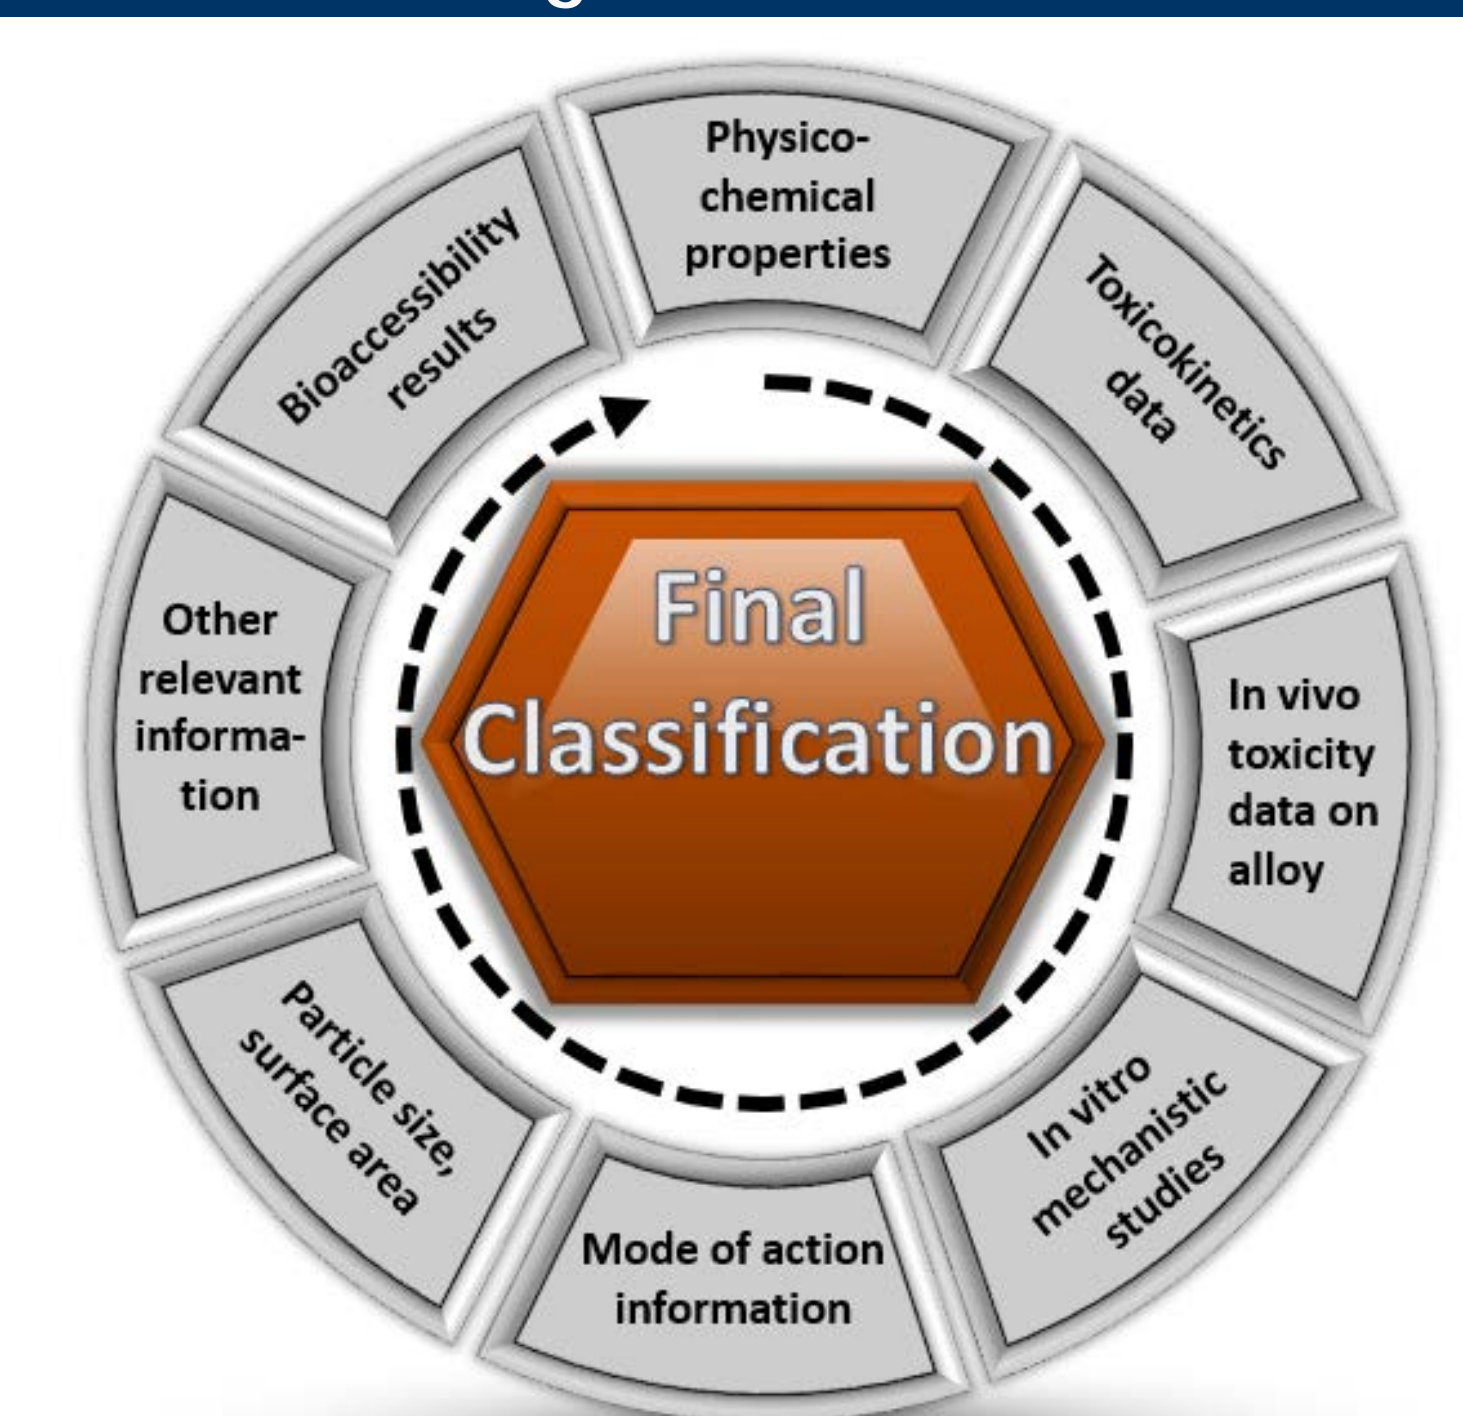 Physico-
chemical
properties
Toxicokinetics
data
In vivo
toxicity
data on
alloy
In vitro
mechanistic
studies
Mode of action
information
Particle size,
surface area
Other
relevant
informa-
tion
Bioaccessibility
results
Final
Classification